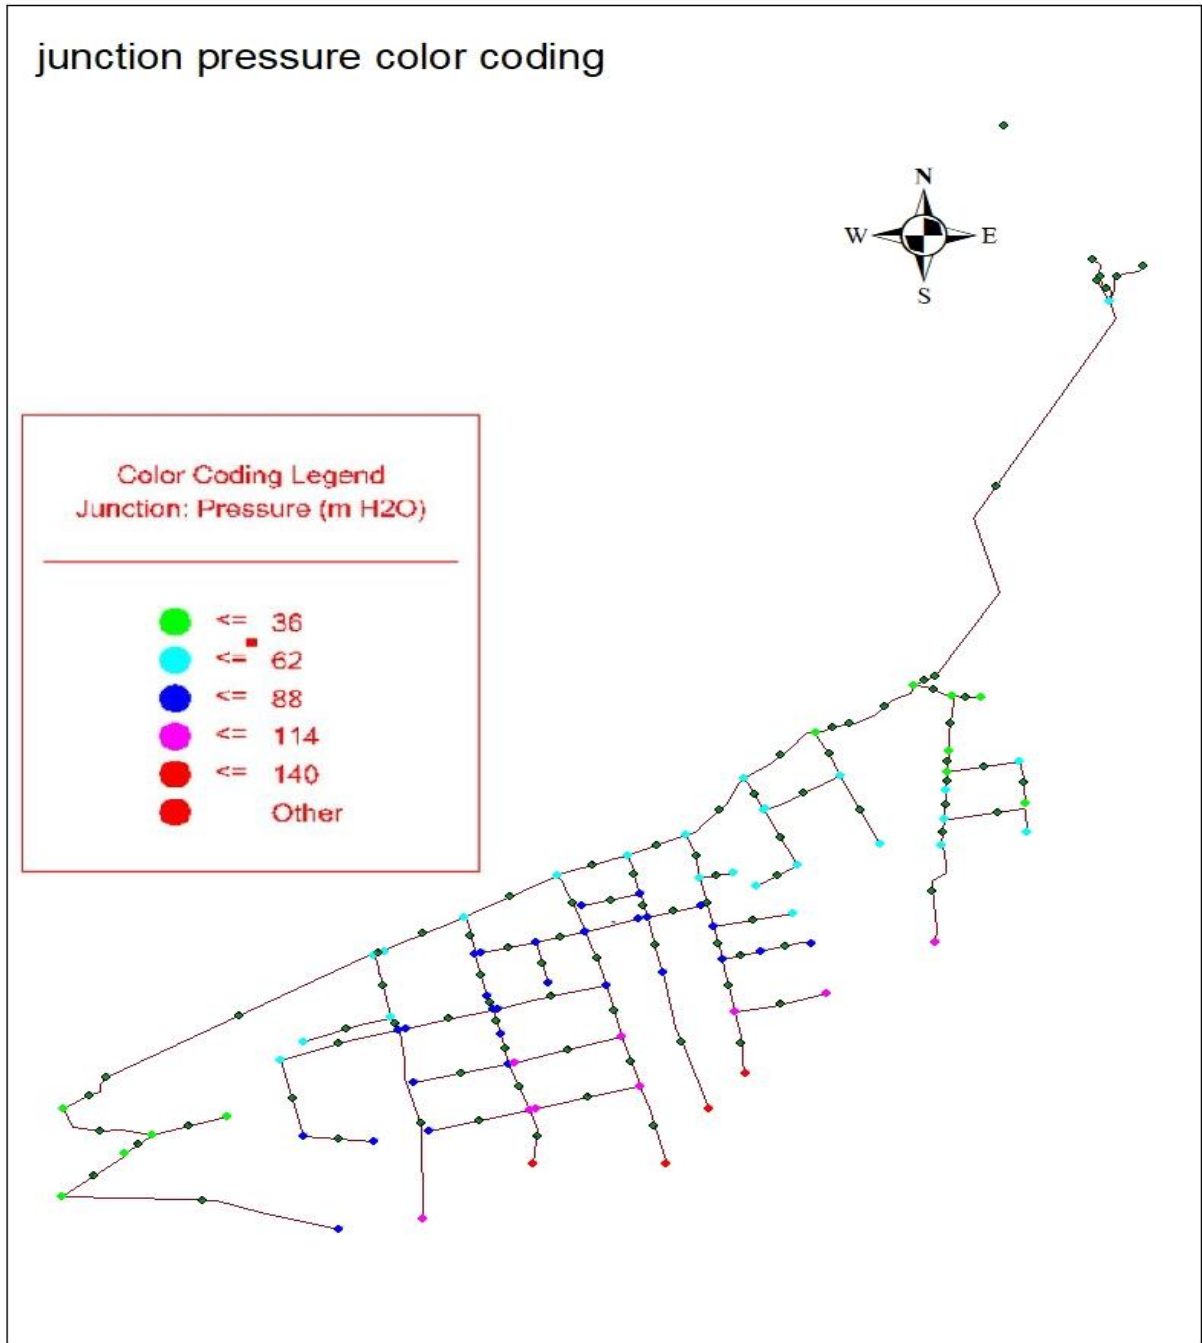 junction pressure color coding
N
W E
S
Color Coding Legend
Junction: Pressure (m H2O)
<= 36
<= 62
<= 88
<= 114
<= 140
Other